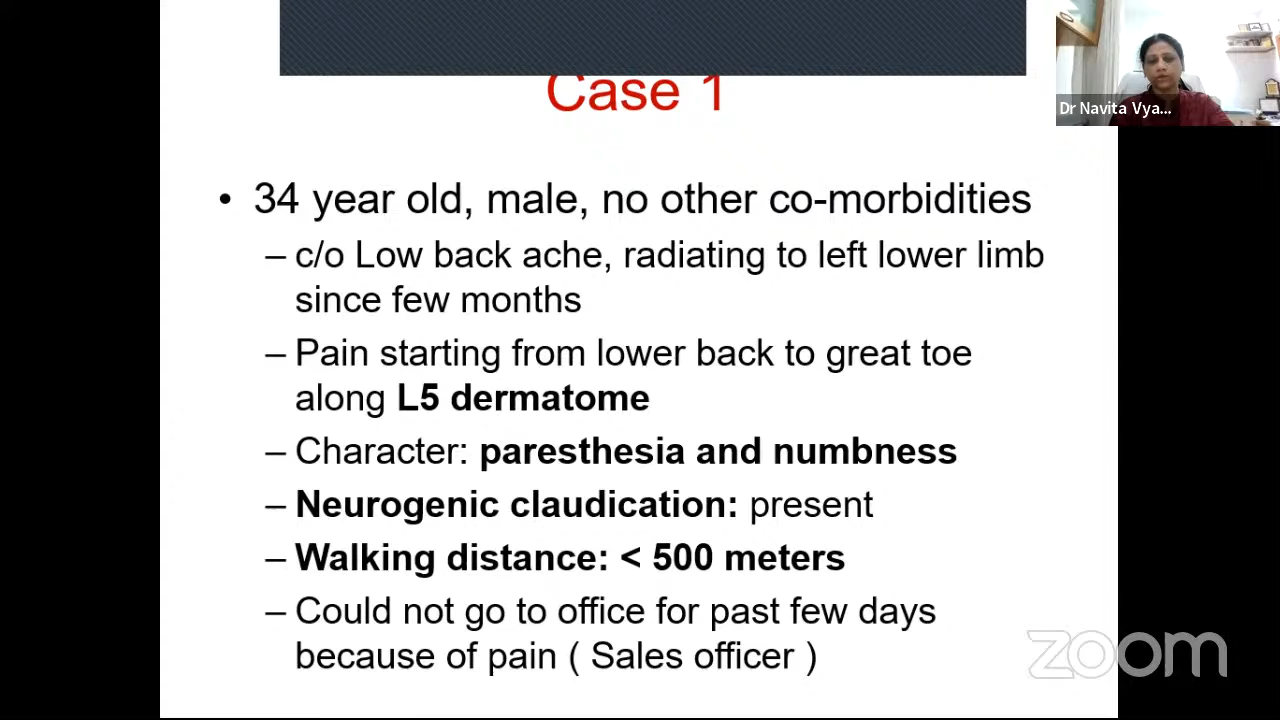 Case 1
Dr Navita Vya...
• 34 year old, male, no other co-morbidities
– c/o Low back ache, radiating to left lower limb
since few months
– Pain starting from lower back to great toe
along L5 dermatome
– Character: paresthesia and numbness
– Neurogenic claudication: present
– Walking distance: < 500 meters
– Could not go to office for past few days
because of pain ( Sales officer )
zoom